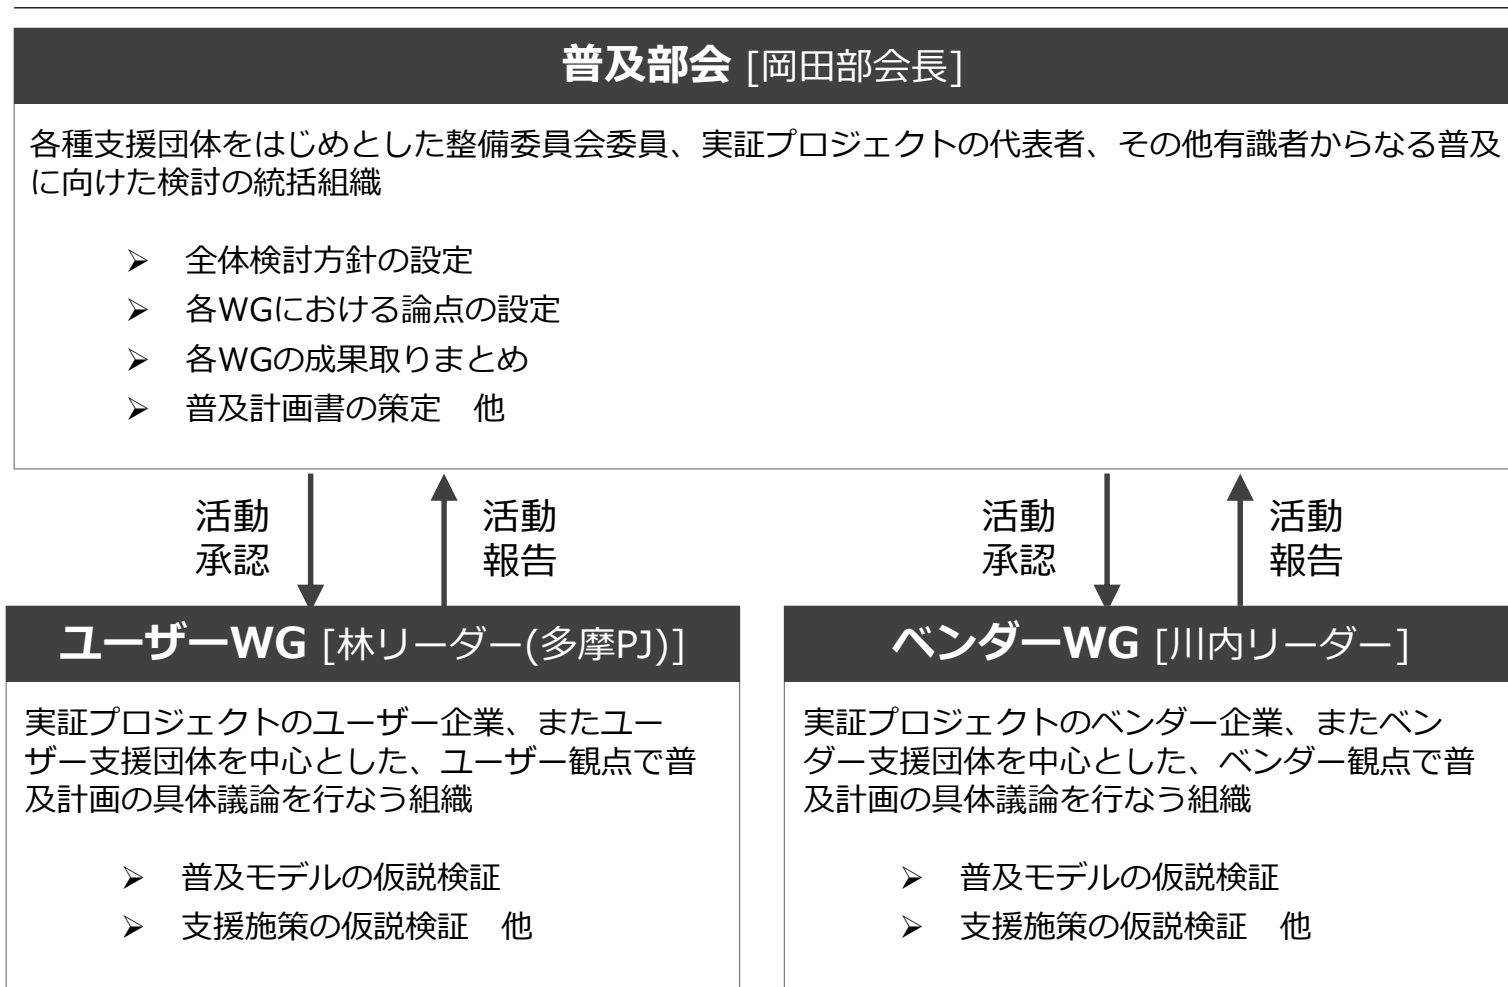 普及部会 [岡田部会長]
各種支援団体をはじめとした整備委員会委員、実証プロジェクトの代表者、その他有識者からなる普及
に向けた検討の統括組織
➢ 全体検討方針の設定
➢ 各WGにおける論点の設定
➢ 各WGの成果取りまとめ
➢ 普及計画書の策定　他
活動
承認
活動
報告
活動
承認
活動
報告
ユーザーWG [林リーダー(多摩PJ)]
実証プロジェクトのユーザー企業、またユー
ザー支援団体を中心とした、ユーザー観点で普
及計画の具体議論を行なう組織
➢ 普及モデルの仮説検証
➢ 支援施策の仮説検証　他
ベンダーWG [川内リーダー]
実証プロジェクトのベンダー企業、またベン
ダー支援団体を中心とした、ベンダー観点で普
及計画の具体議論を行なう組織
➢ 普及モデルの仮説検証
➢ 支援施策の仮説検証　他